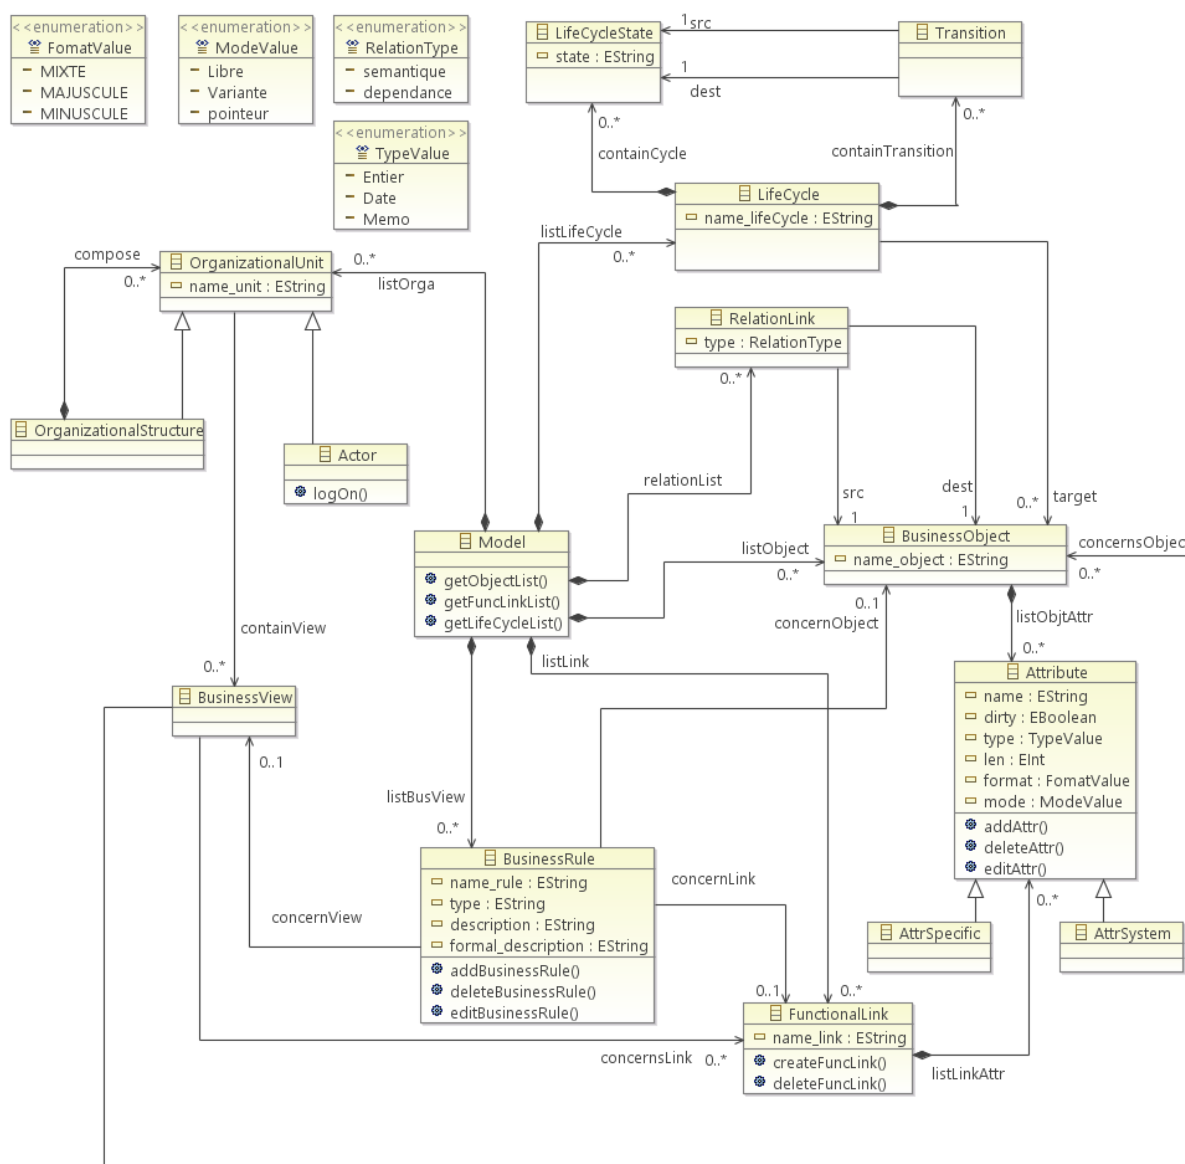 <<enumeration>>
FomatValue
MIXTE
MAJUSCULE
MINUSCULE
<<enumeration>>
ModeValue
Libre
Variante
pointeur
<<enumeration>>
RelationType
semantique
dependance
<<enumeration>>
TypeValue
Entier
Date
Memo
LifeCycleState
state : EString
1
src
1
dest
Transition
0..*
containCycle
0..*
containTransition
LifeCycle
name_lifeCycle : EString
listLifeCycle
0..*
compose
0..*
OrganizationalUnit
name_unit : EString
0..*
listOrga
RelationLink
type : RelationType
0..*
OrganizationalStructure
Actor
logOn()
relationList
src
1
dest
1
0..*
target
Model
getObjectList()
getFuncLinkList()
getLifeCycleList()
listObject
0..*
BusinessObject
name_object : EString
concernsObjec
0..*
0..1
concernObject
listObjtAttr
0..*
containView
0..*
listLink
BusinessView
0..1
Attribute
name : EString
dirty : EBoolean
type : TypeValue
len : EInt
format : FomatValue
mode : ModeValue
addAttr()
deleteAttr()
editAttr()
listBusView
0..*
BusinessRule
name_rule : EString
type : EString
description : EString
formal_description : EString
addBusinessRule()
deleteBusinessRule()
editBusinessRule()
concernLink
concernView
0..*
AttrSpecific
AttrSystem
0..1
0..*
FunctionalLink
name_link : EString
createFuncLink()
deleteFuncLink()
concernsLink
0..*
listLinkAttr